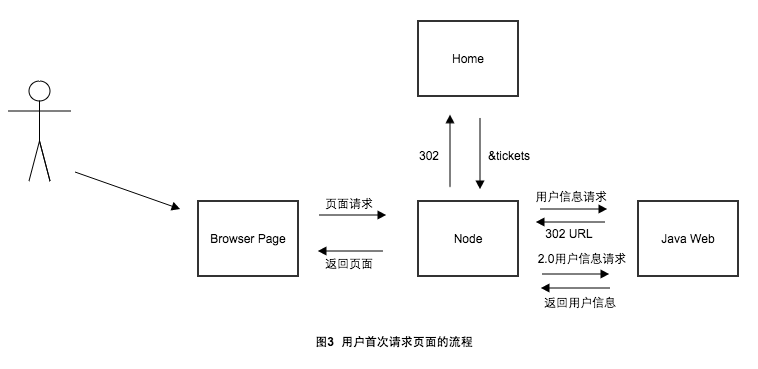 Home
302
&tickets
用户信息请求
页面请求
302 URL
Browser Page
Node
Java Web
2.0用户信息请求
返回页面
返回用户信息
图3 用户首次请求页面的流程